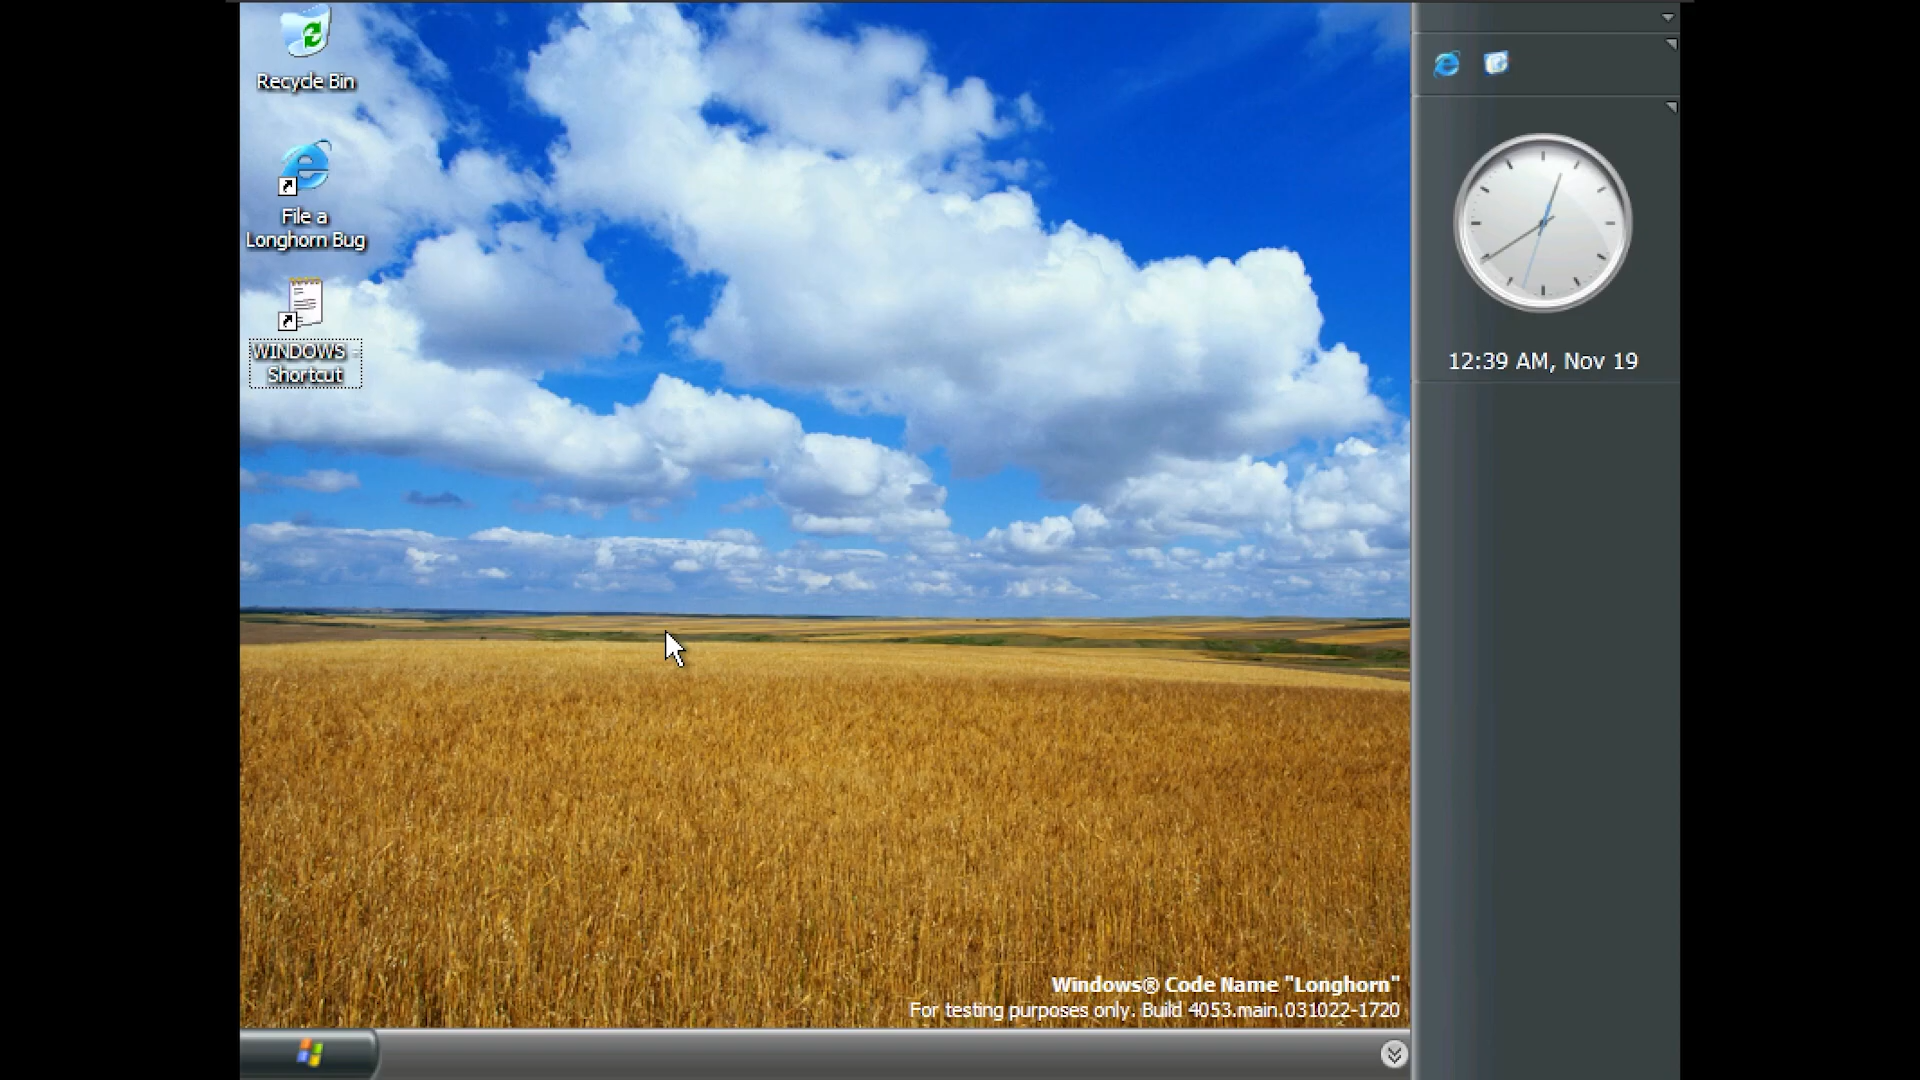 Recycle Bin
File a
Longhorn Bug
WINDOWS -
Shortcut
12:39 AM, Nov 19
Windows® Code Name "Longhorn"
For testing purposes only. Build 4053.main.031022-1720